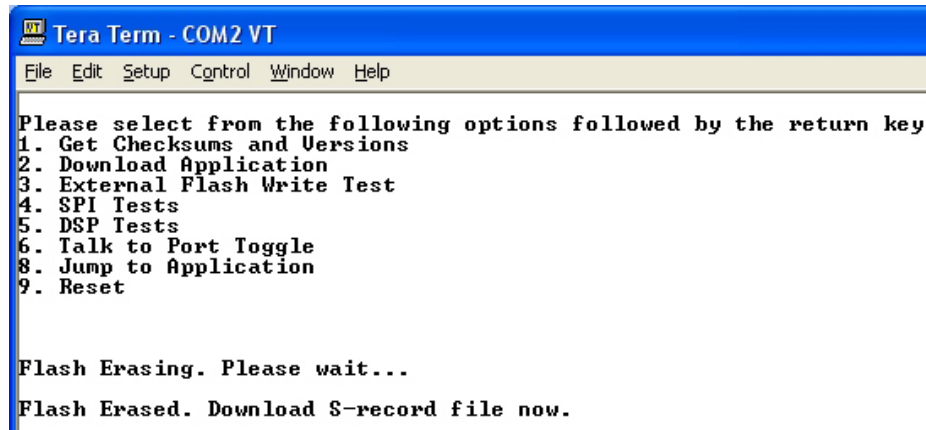 Tera Term - COM2 VT
File Edit Setup Control Window Help
Please select from the following options followed by the return key
1. Get Checksums and Versions
2. Download Application
3. External Flash Write Test
4. SPI Tests
5. DSP Tests
6. Talk to Port Toggle
8. Jump to Application
9. Reset
Flash Erasing. Please wait...
Flash Erased. Download S-record file now.